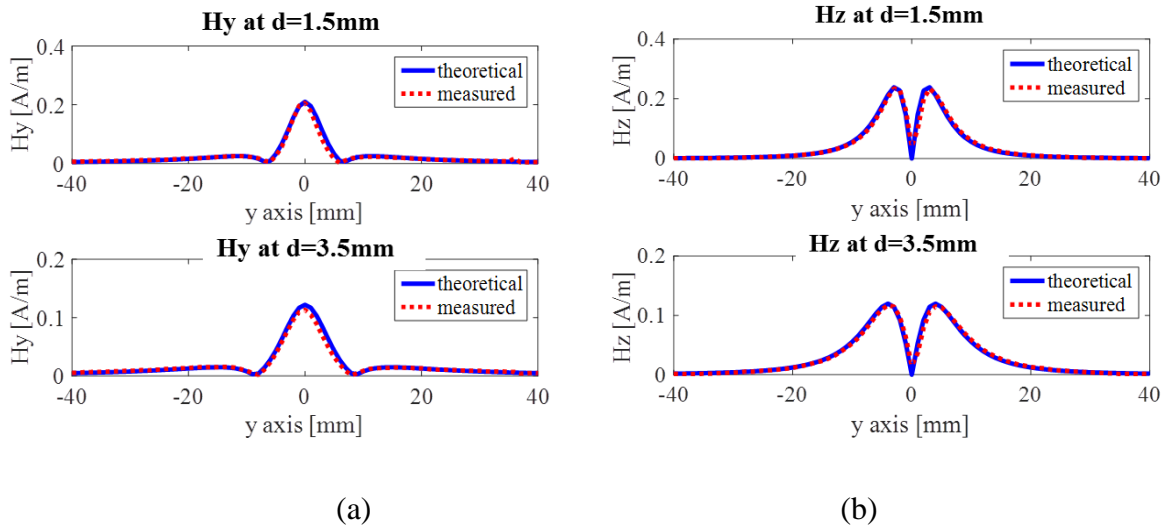 Hy at d=1.5mm
Hy [A/m]
0.4
0.2
0
theoretical
measured
-40 -20 0 20 40
y axis [mm]
Hy at d=3.5mm
Hy [A/m]
0.2
0.1
0
theoretical
measured
-40 -20 0 20 40
y axis [mm]
(a)
Hz at d=1.5mm
Hz [A/m]
0.4
0.2
0
theoretical
measured
-40 -20 0 20 40
y axis [mm]
Hz at d=3.5mm
Hz [A/m]
0.2
0.1
0
theoretical
measured
-40 -20 0 20 40
y axis [mm]
(b)